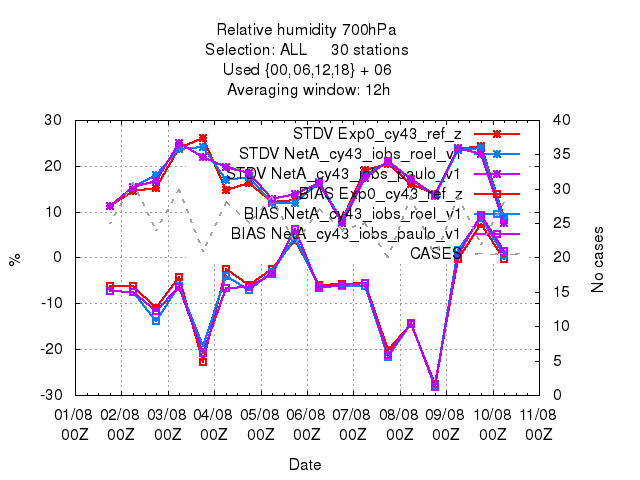 Relative humidity 700hPa
Selection: ALL 30 stations
Used {00,06,12,18} + 06
Averaging window: 12h
30 40
STDV Exp0_cy43_ref_z
STDV NetA_cy43_iobs_roel_v1
STDV NetA_cy43_iobs_paulo_v1
BIAS Exp0_cy43_ref_z
BIAS NetA_cy43_iobs_roel_v1
BIAS NetA_cy43_iobs_paulo_v1
CASES
20 35
10 30
0 25
-10 20
-20 15
-30 10
5
0
%
No cases
01/08 02/08 03/08 04/08 05/08 06/08 07/08 08/08 09/08 10/08 11/08
00Z 00Z 00Z 00Z 00Z 00Z 00Z 00Z 00Z 00Z 00Z
Date